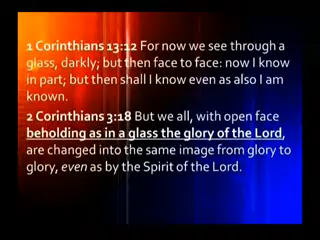 1 Corinthians 13:12 For now we see through a
glass, darkly; but then face to face: now I know
in part; but then shall I know even as also I am
known.
2 Corinthians 3:18 But we all, with open face
beholding as in a glass the glory of the Lord,
are changed into the same image from glory to
glory, even as by the Spirit of the Lord.